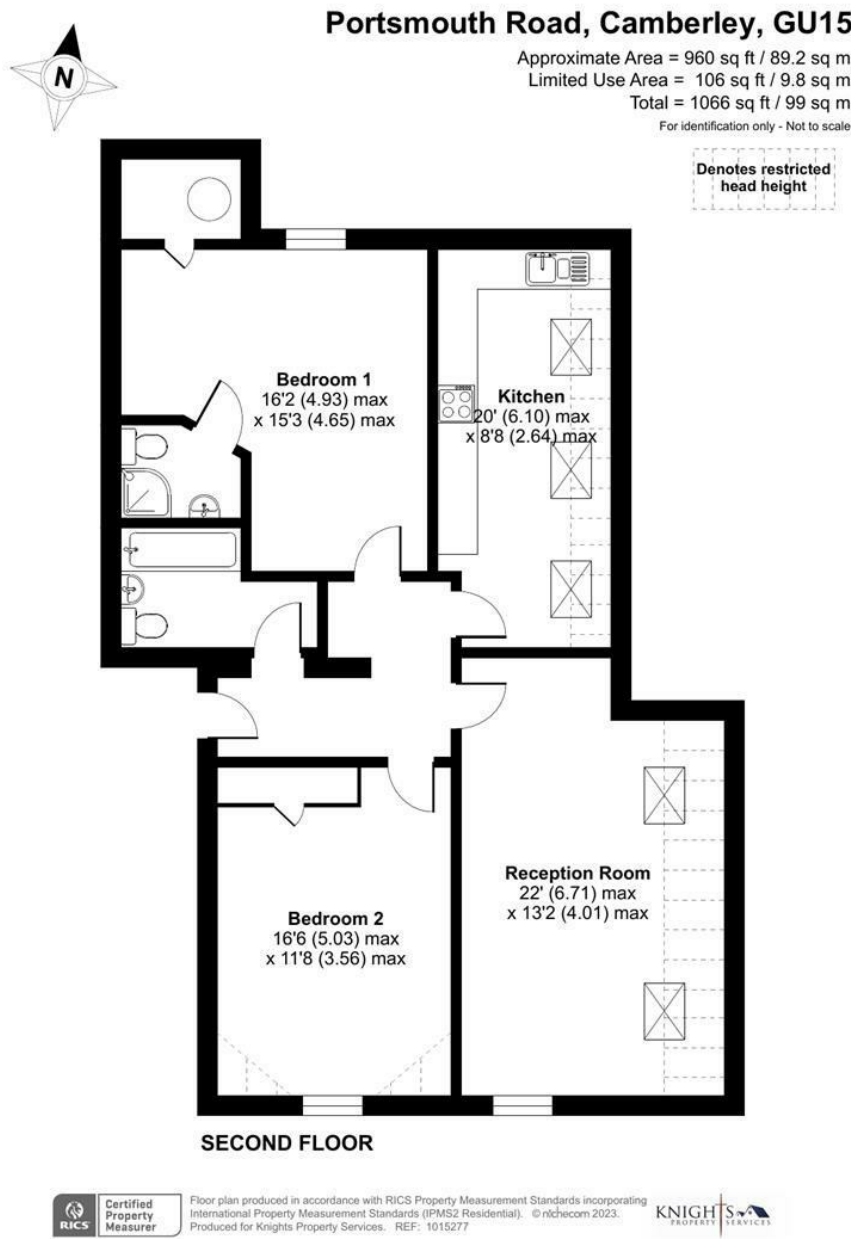 Portsmouth Road, Camberley, GU15
Approximate Area = 960 sq ft / 89.2 sq m
Limited Use Area = 106 sq ft / 9.8 sq m
Total = 1066 sq ft / 99 sq m
For identification only - Not to scale
N
Denotes restricted
head height
Bedroom 1
16'2 (4.93) max
x 15'3 (4.65) max
Kitchen
20' (6.10) max
x 8'8 (2.64) max
Reception Room
22' (6.71) max
x 13'2 (4.01) max
Bedroom 2
16'6 (5.03) max
x 11'8 (3.56) max
SECOND FLOOR
RICS
Certified
Property
Measurer
Floor plan produced in accordance with RICS Property Measurement Standards incorporating
International Property Measurement Standards (IPMS2 Residential). © nichecom 2023.
Produced for Knights Property Services. REF: 1015277
KNIGHTS
PROPERTY SERVICES